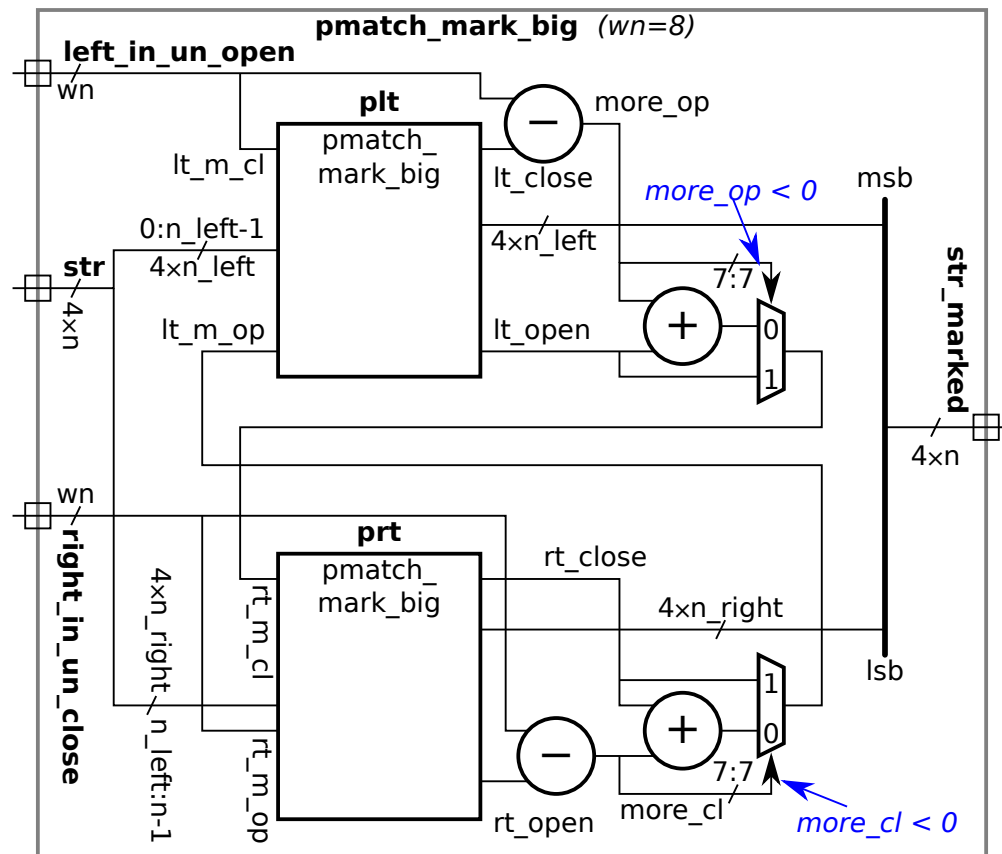 pmatch_mark_big (wn=8)
left_in_un_open
wn
plt
more_op
pmatch_
mark_big
lt_m_cl
lt_close
more_op < 0
msb
0:n_left-1
4×n_left
4×n_left
str
4×n
7:7
str_marked
lt_m_op
lt_open
+
0
1
−
4×n
wn
right_in_un_close
prt
rt_close
pmatch_
mark_big
4×n_right
rt_m_cl
4×n_right
n_left:n-1
lsb
1
+
0
−
7:7
rt_m_op
more_cl
rt_open
more_cl < 0